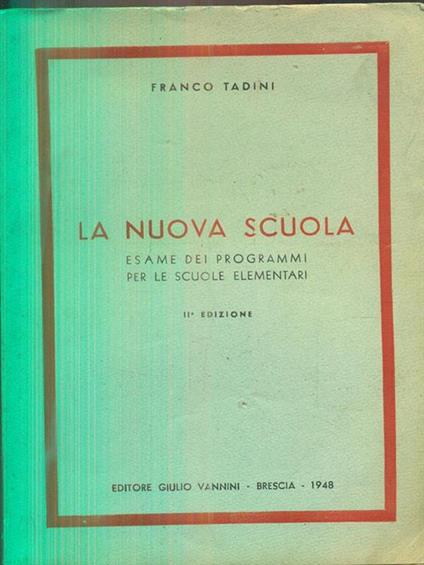 FRANCO TADINI
LA NUOVA SCUOLA
ESAME DEI PROGRAMMI
PER LE SCUOLE ELEMENTARI
IIª EDIZIONE
EDITORE GIULIO VANNINI - BRESCIA - 1948